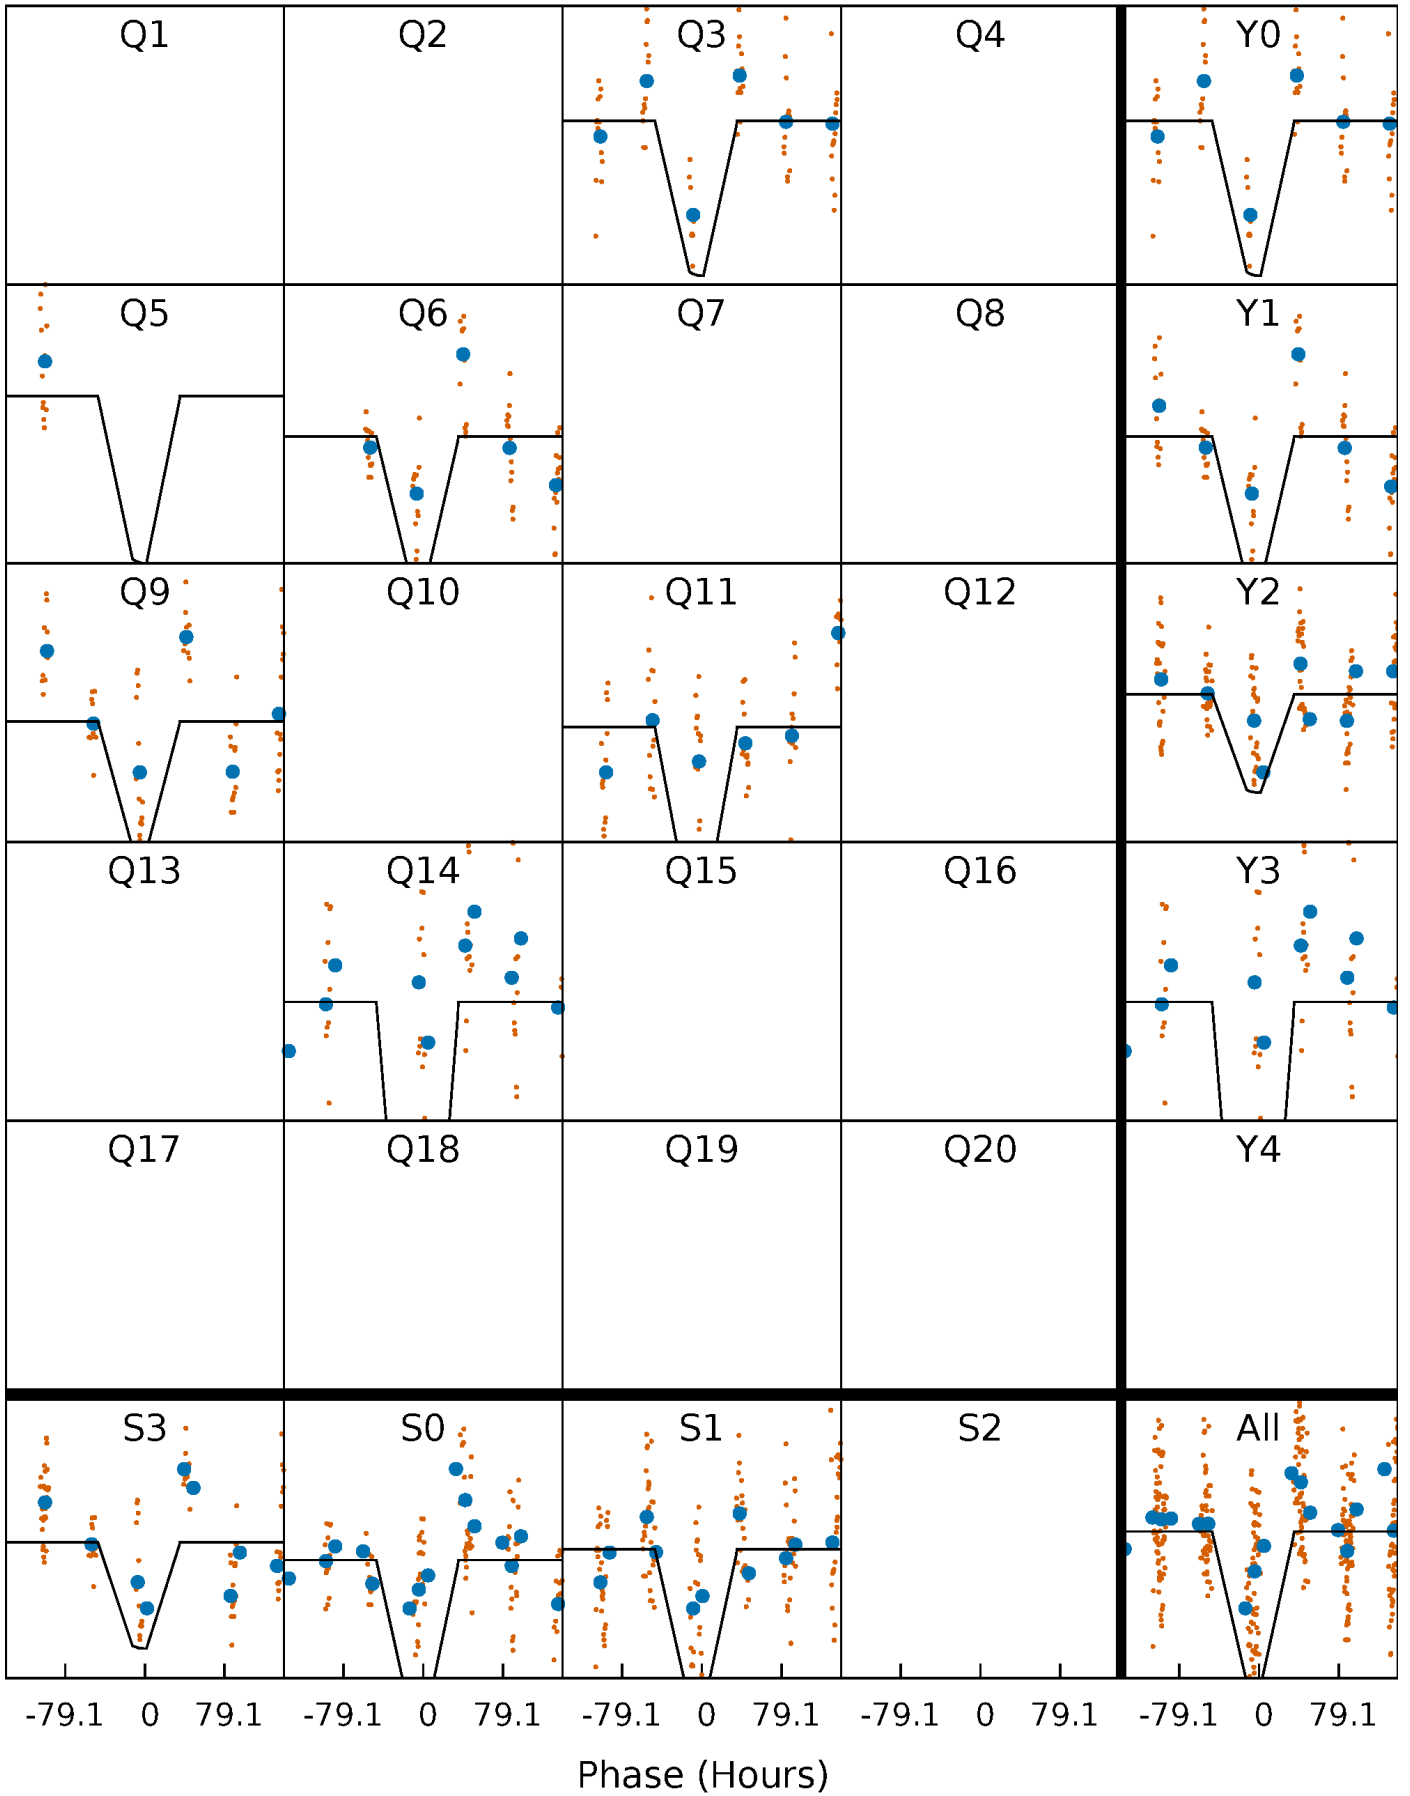 Q1 Q2 Q3 Q4 Y0
Q5 Q6 Q7 Q8 Y1
Q9 Q10 Q11 Q12 Y2
Q13 Q14 Q15 Q16 Y3
Q17 Q18 Q19 Q20 Y4
S3 S0 S1 S2 All
-79.1 0 79.1 -79.1 0 79.1 -79.1 0 79.1 -79.1 0 79.1 -79.1 0 79.1
Phase (Hours)